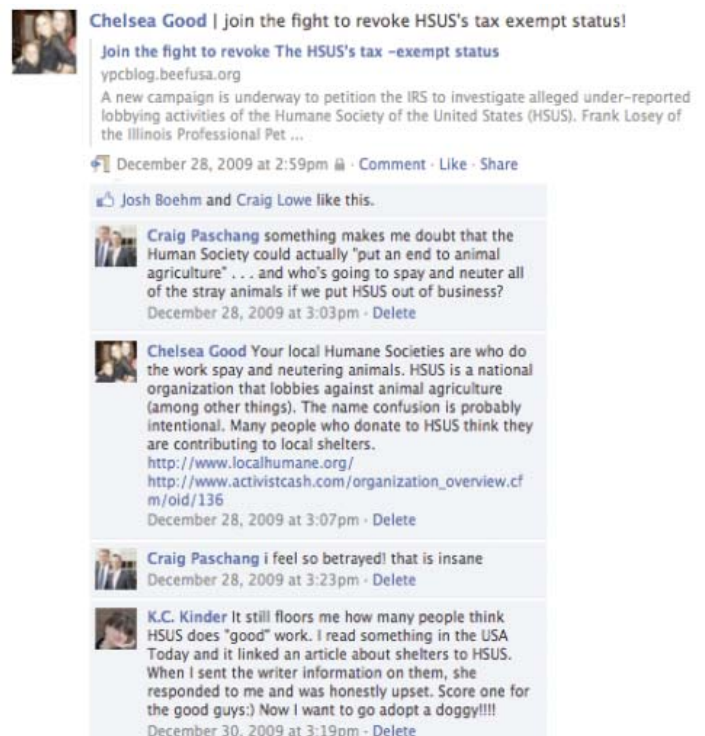 Chelsea Good | join the fight to revoke HSUS's tax exempt status!
Join the fight to revoke The HSUS's tax -exempt status
ypcblog.beefusa.org
A new campaign is underway to petition the IRS to investigate alleged under-reported
lobbying activities of the Humane Society of the United States (HSUS). Frank Losey of
the Illinois Professional Pet ...
December 28, 2009 at 2:59pm · Comment · Like · Share
Josh Boehm and Craig Lowe like this.
Craig Paschang something makes me doubt that the
Human Society could actually "put an end to animal
agriculture" . . . and who's going to spay and neuter all
of the stray animals if we put HSUS out of business?
December 28, 2009 at 3:03pm · Delete
Chelsea Good Your local Humane Societies are who do
the work spay and neutering animals. HSUS is a national
organization that lobbies against animal agriculture
(among other things). The name confusion is probably
intentional. Many people who donate to HSUS think they
are contributing to local shelters.
http://www.localhumane.org/
http://www.activistcash.com/organization_overview.cf
m/oid/136
December 28, 2009 at 3:07pm · Delete
Craig Paschang i feel so betrayed! that is insane
December 28, 2009 at 3:23pm · Delete
K.C. Kinder It still floors me how many people think
HSUS does "good" work. I read something in the USA
Today and it linked an article about shelters to HSUS.
When I sent the writer information on them, she
responded to me and was honestly upset. Score one for
the good guys:) Now I want to go adopt a doggy!!!!
December 30, 2009 at 3:19pm · Delete